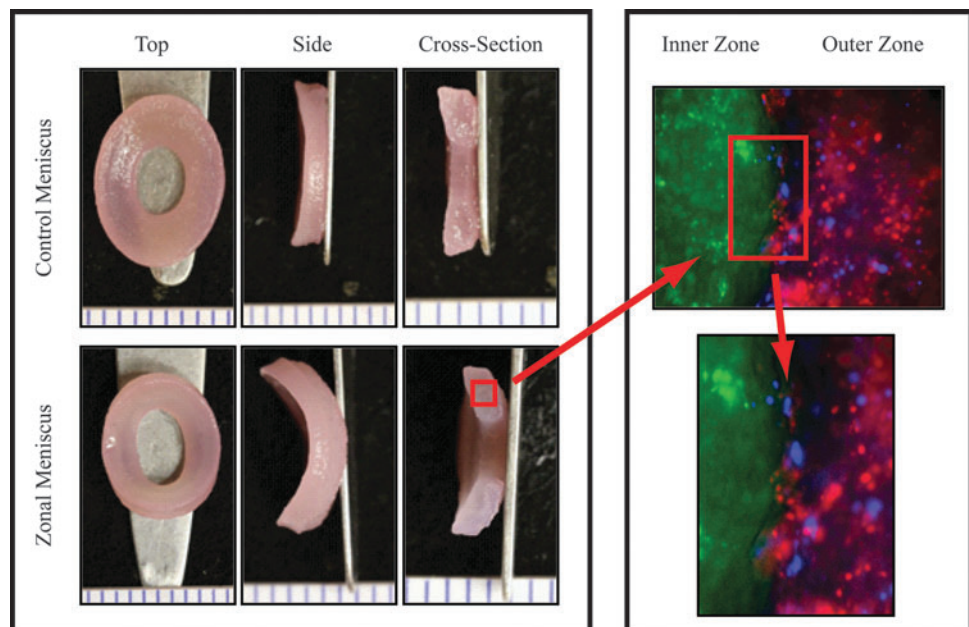 Top Side Cross-Section
Control Meniscus
Zonal Meniscus
Inner Zone Outer Zone